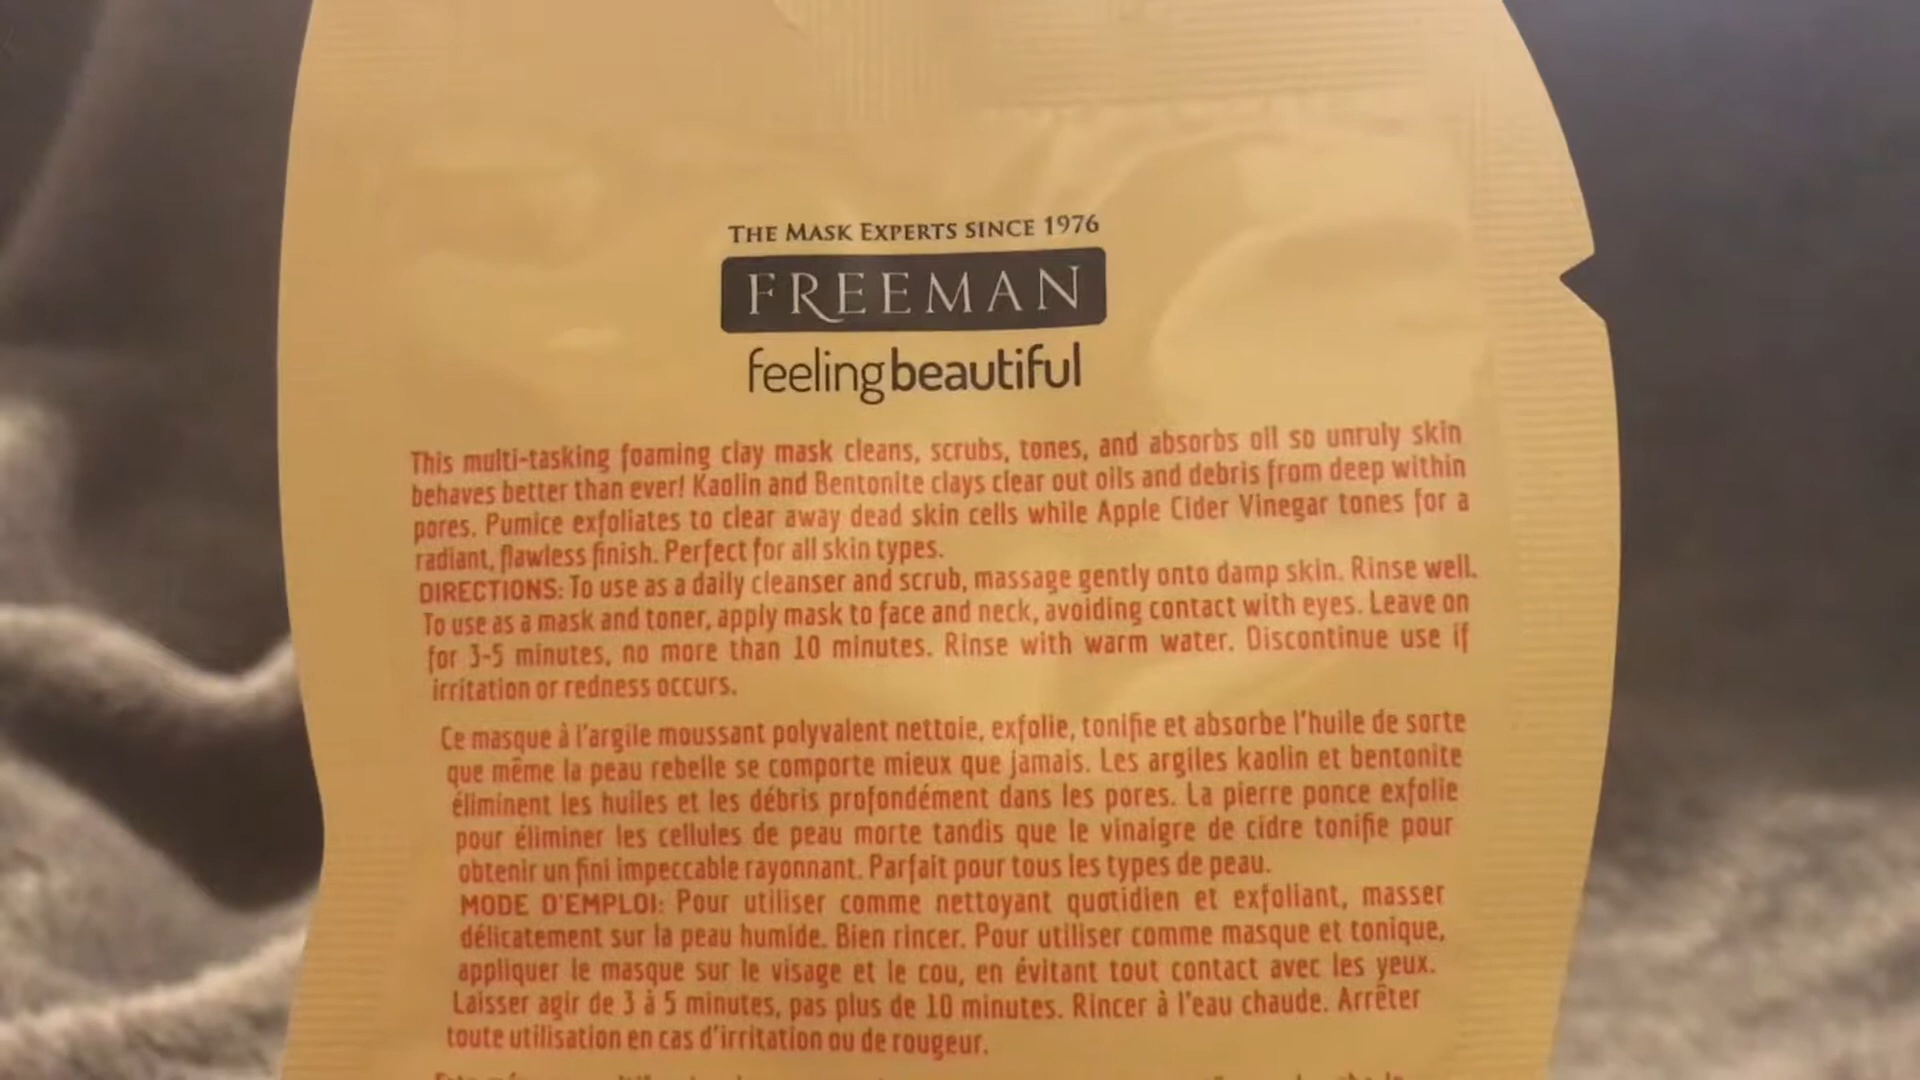 THE MASK EXPERTS SINCE 1976
FREEMAN
feelingbeautiful
This multi-tasking foaming clay mask cleans, scrubs, tones, and absorbs oil so unruly skin
behaves better than ever! Kaolin and Bentonite clays clear out oils and debris from deep within
pores. Pumice exfoliates to clear away dead skin cells while Apple Cider Vinegar tones for a
radiant, flawless finish. Perfect for all skin types.
DIRECTIONS: To use as a daily cleanser and scrub, massage gently onto damp skin. Rinse well.
To use as a mask and toner, apply mask to face and neck, avoiding contact with eyes. Leave on
for 3-5 minutes, no more than 10 minutes. Rinse with warm water. Discontinue use if
irritation or redness occurs.
Ce masque à l'argile moussant polyvalent nettoie, exfolie, tonifie et absorbe l'huile de sorte
que même la peau rebelle se comporte mieux que jamais. Les argiles kaolin et bentonite
éliminent les huiles et les débris profondément dans les pores. La pierre ponce exfolie
pour éliminer les cellules de peau morte tandis que le vinaigre de cidre tonifie pour
obtenir un fini impeccable rayonnant. Parfait pour tous les types de peau.
MODE D'EMPLOI: Pour utiliser comme nettoyant quotidien et exfoliant, masser
délicatement sur la peau humide. Bien rincer. Pour utiliser comme masque et tonique,
appliquer le masque sur le visage et le cou, en évitant tout contact avec les yeux.
Laisser agir de 3 à 5 minutes, pas plus de 10 minutes. Rincer à l'eau chaude. Arrêter
toute utilisation en cas d'irritation ou de rougeur.